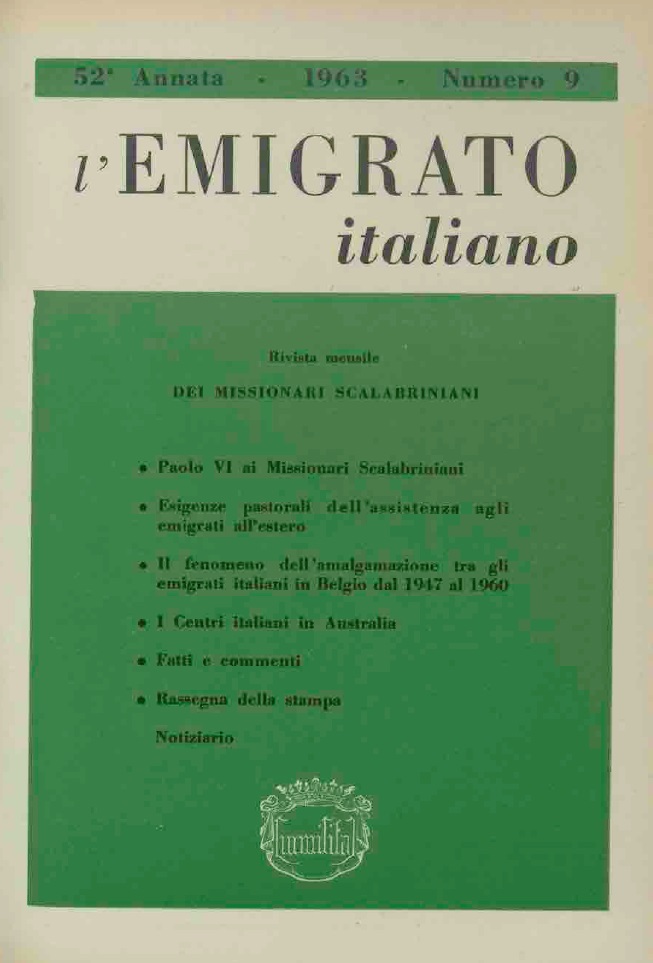 52ª Annata - 1963 - Numero 9
l'EMIGRATO
italiano
Rivista mensile
DEI MISSIONARI SCALABRINIANI
• Paolo VI ai Missionari Scalabriniani
• Esigenze pastorali dell'assistenza agli
emigrati all'estero
• Il fenomeno dell'amalgamazione tra gli
emigrati italiani in Belgio dal 1947 al 1960
• I Centri italiani in Australia
• Fatti e commenti
• Rassegna della stampa
Notiziario
humilitas